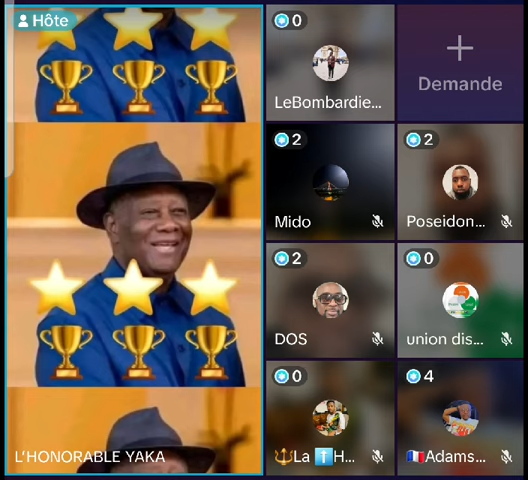 Hôte
0
LeBombardie...
Demande
2
Mido
2
Poseidon...
2
DOS
0
union dis...
0
🔱La ✝️H...
4
🇫🇷Adams...
L'HONORABLE YAKA